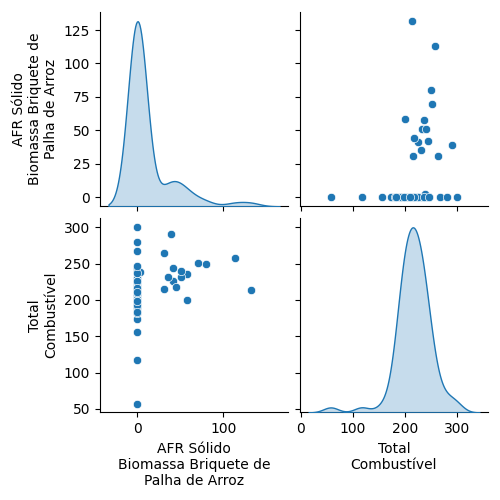 AFR Sólido
Biomassa Briquete de
Palha de Arroz
125
100
75
50
25
0
Total
Combustível
300
250
200
150
100
50
0
100
AFR Sólido
Biomassa Briquete de
Palha de Arroz
0
100
200
300
Total
Combustível